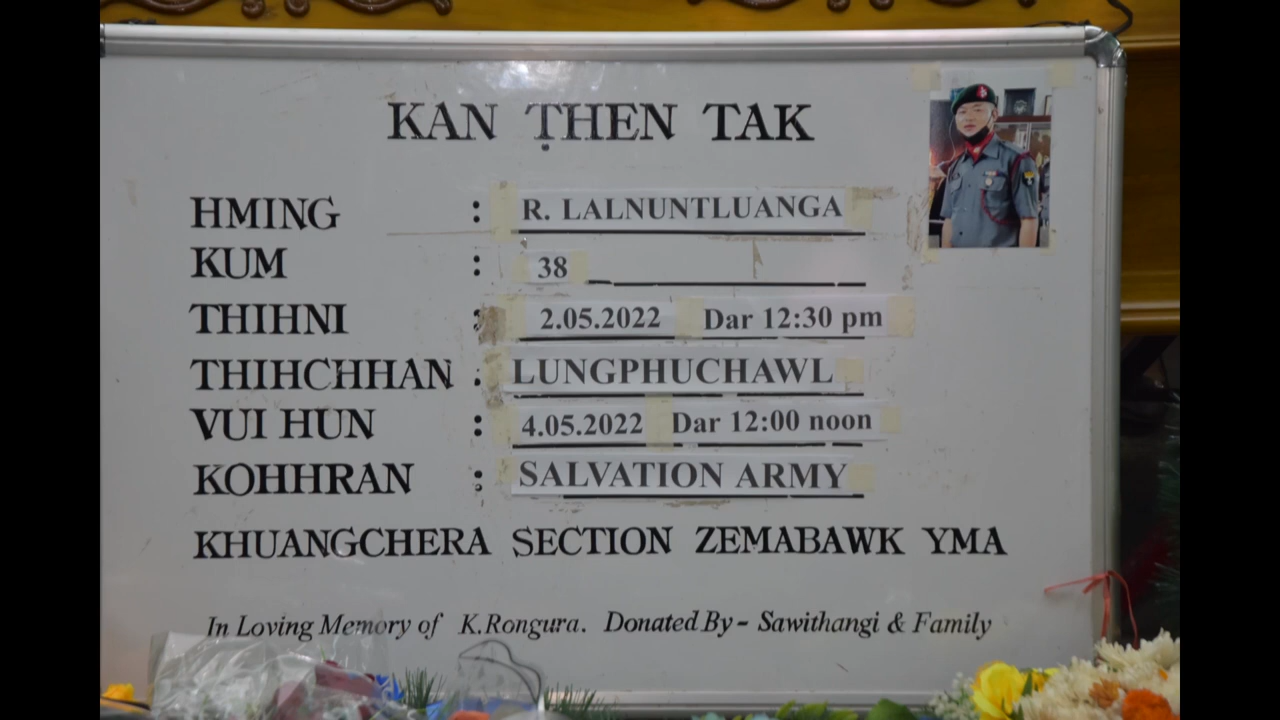 KAN ṬHEN TAK
HMING : R. LALNUNTLUANGA
KUM : 38
THIHNI : 2.05.2022 Dar 12:30 pm
THIHCHHAN : LUNGPHUCHAWL
VUI HUN : 4.05.2022 Dar 12:00 noon
KOHHRAN : SALVATION ARMY
KHUANGCHERA SECTION ZEMABAWK YMA
In Loving Memory of K.Rongura. Donated By - Sawithangi & Family